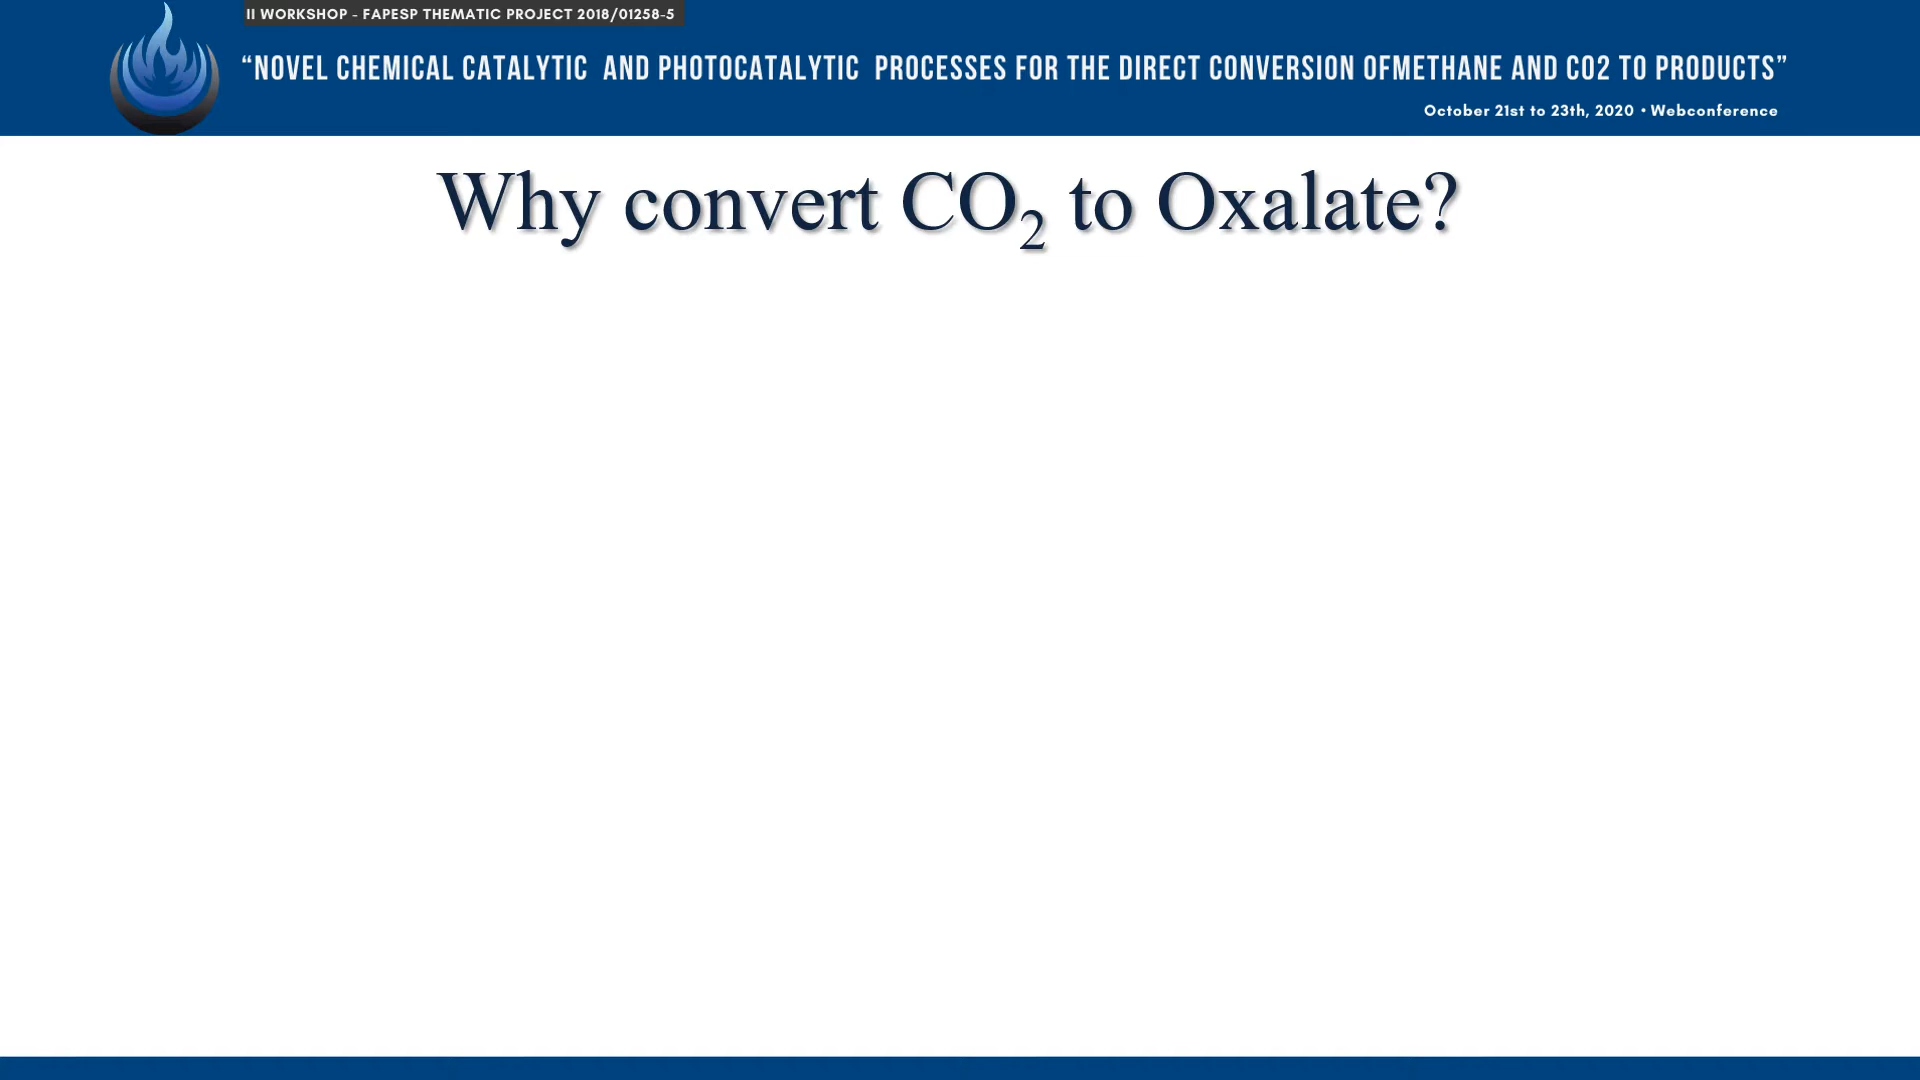 II WORKSHOP - FAPESP THEMATIC PROJECT 2018/01258-5
“NOVEL CHEMICAL CATALYTIC AND PHOTOCATALYTIC PROCESSES FOR THE DIRECT CONVERSION OFMETHANE AND CO2 TO PRODUCTS”
October 21st to 23th, 2020 • Webconference
Why convert CO₂ to Oxalate?